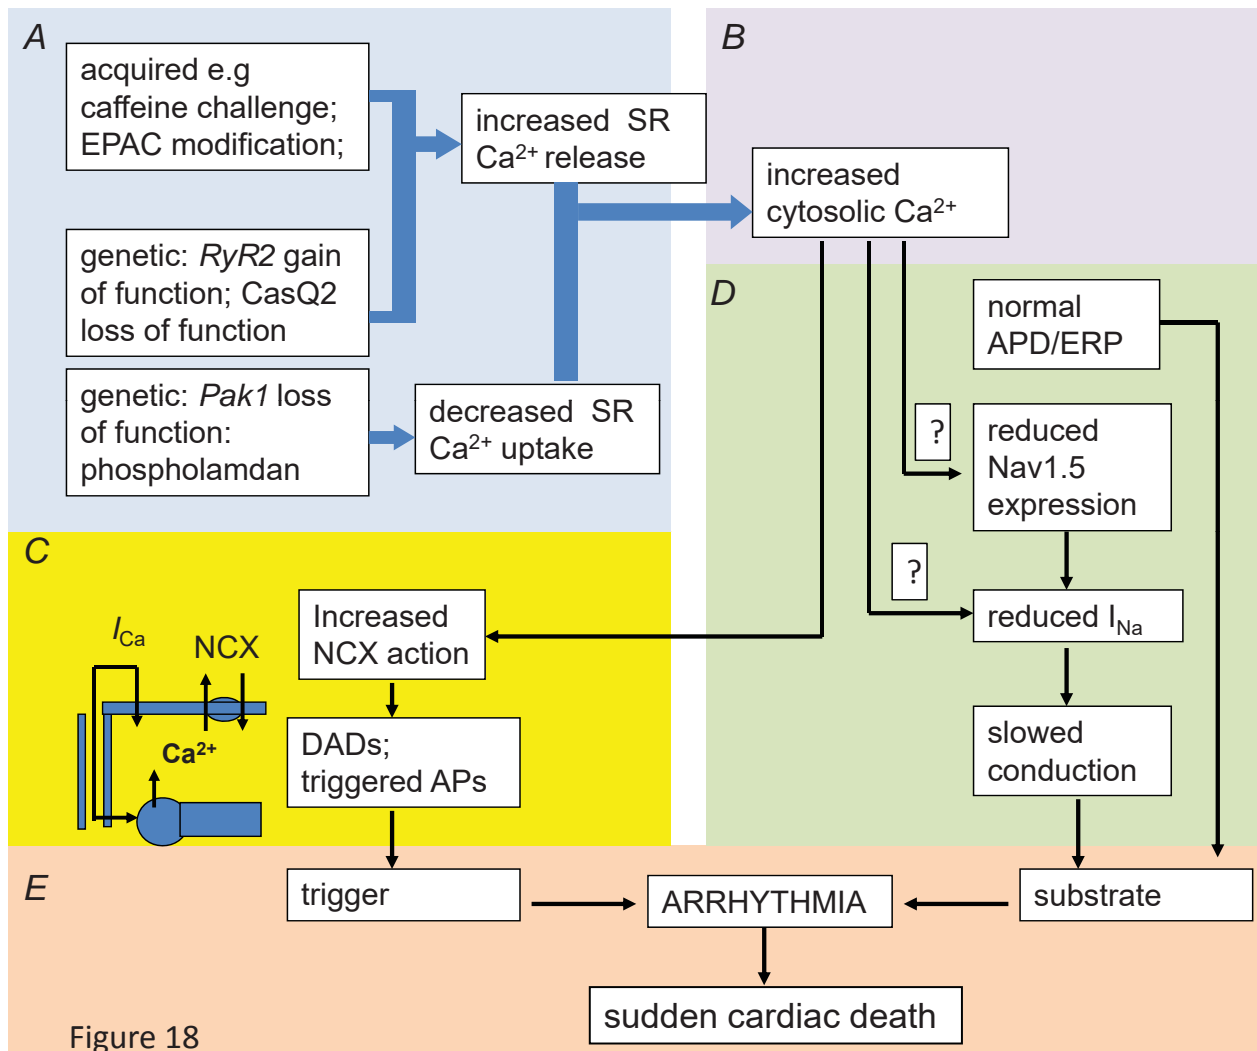 A
acquired e.g
caffeine challenge;
EPAC modification;
genetic: RyR2 gain
of function; CasQ2
loss of function
genetic: Pak1 loss
of function:
phospholamdan
increased SR
Ca²⁺ release
decreased SR
Ca²⁺ uptake
B
increased
cytosolic Ca²⁺
C
I_Ca
NCX
Ca²⁺
Increased
NCX action
DADs;
triggered APs
D
normal
APD/ERP
?
reduced
Nav1.5
expression
?
reduced I_Na
slowed
conduction
E
trigger
ARRHYTHMIA
substrate
sudden cardiac death
Figure 18